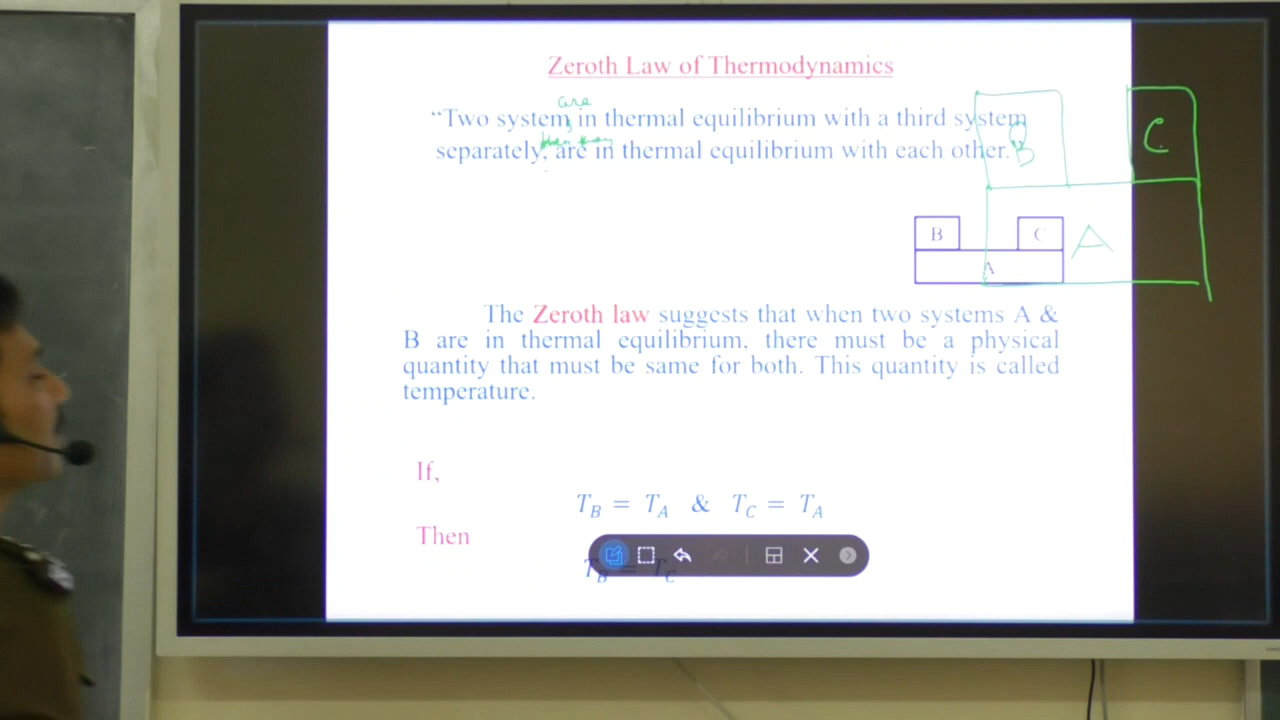 Zeroth Law of Thermodynamics
are
“Two system, in thermal equilibrium with a third system
separately, are in thermal equilibrium with each other.
B
C
B
C
A
A
The Zeroth law suggests that when two systems A &
B are in thermal equilibrium, there must be a physical
quantity that must be same for both. This quantity is called
temperature.
If,
T_B = T_A & T_C = T_A
Then
T_B = T_C